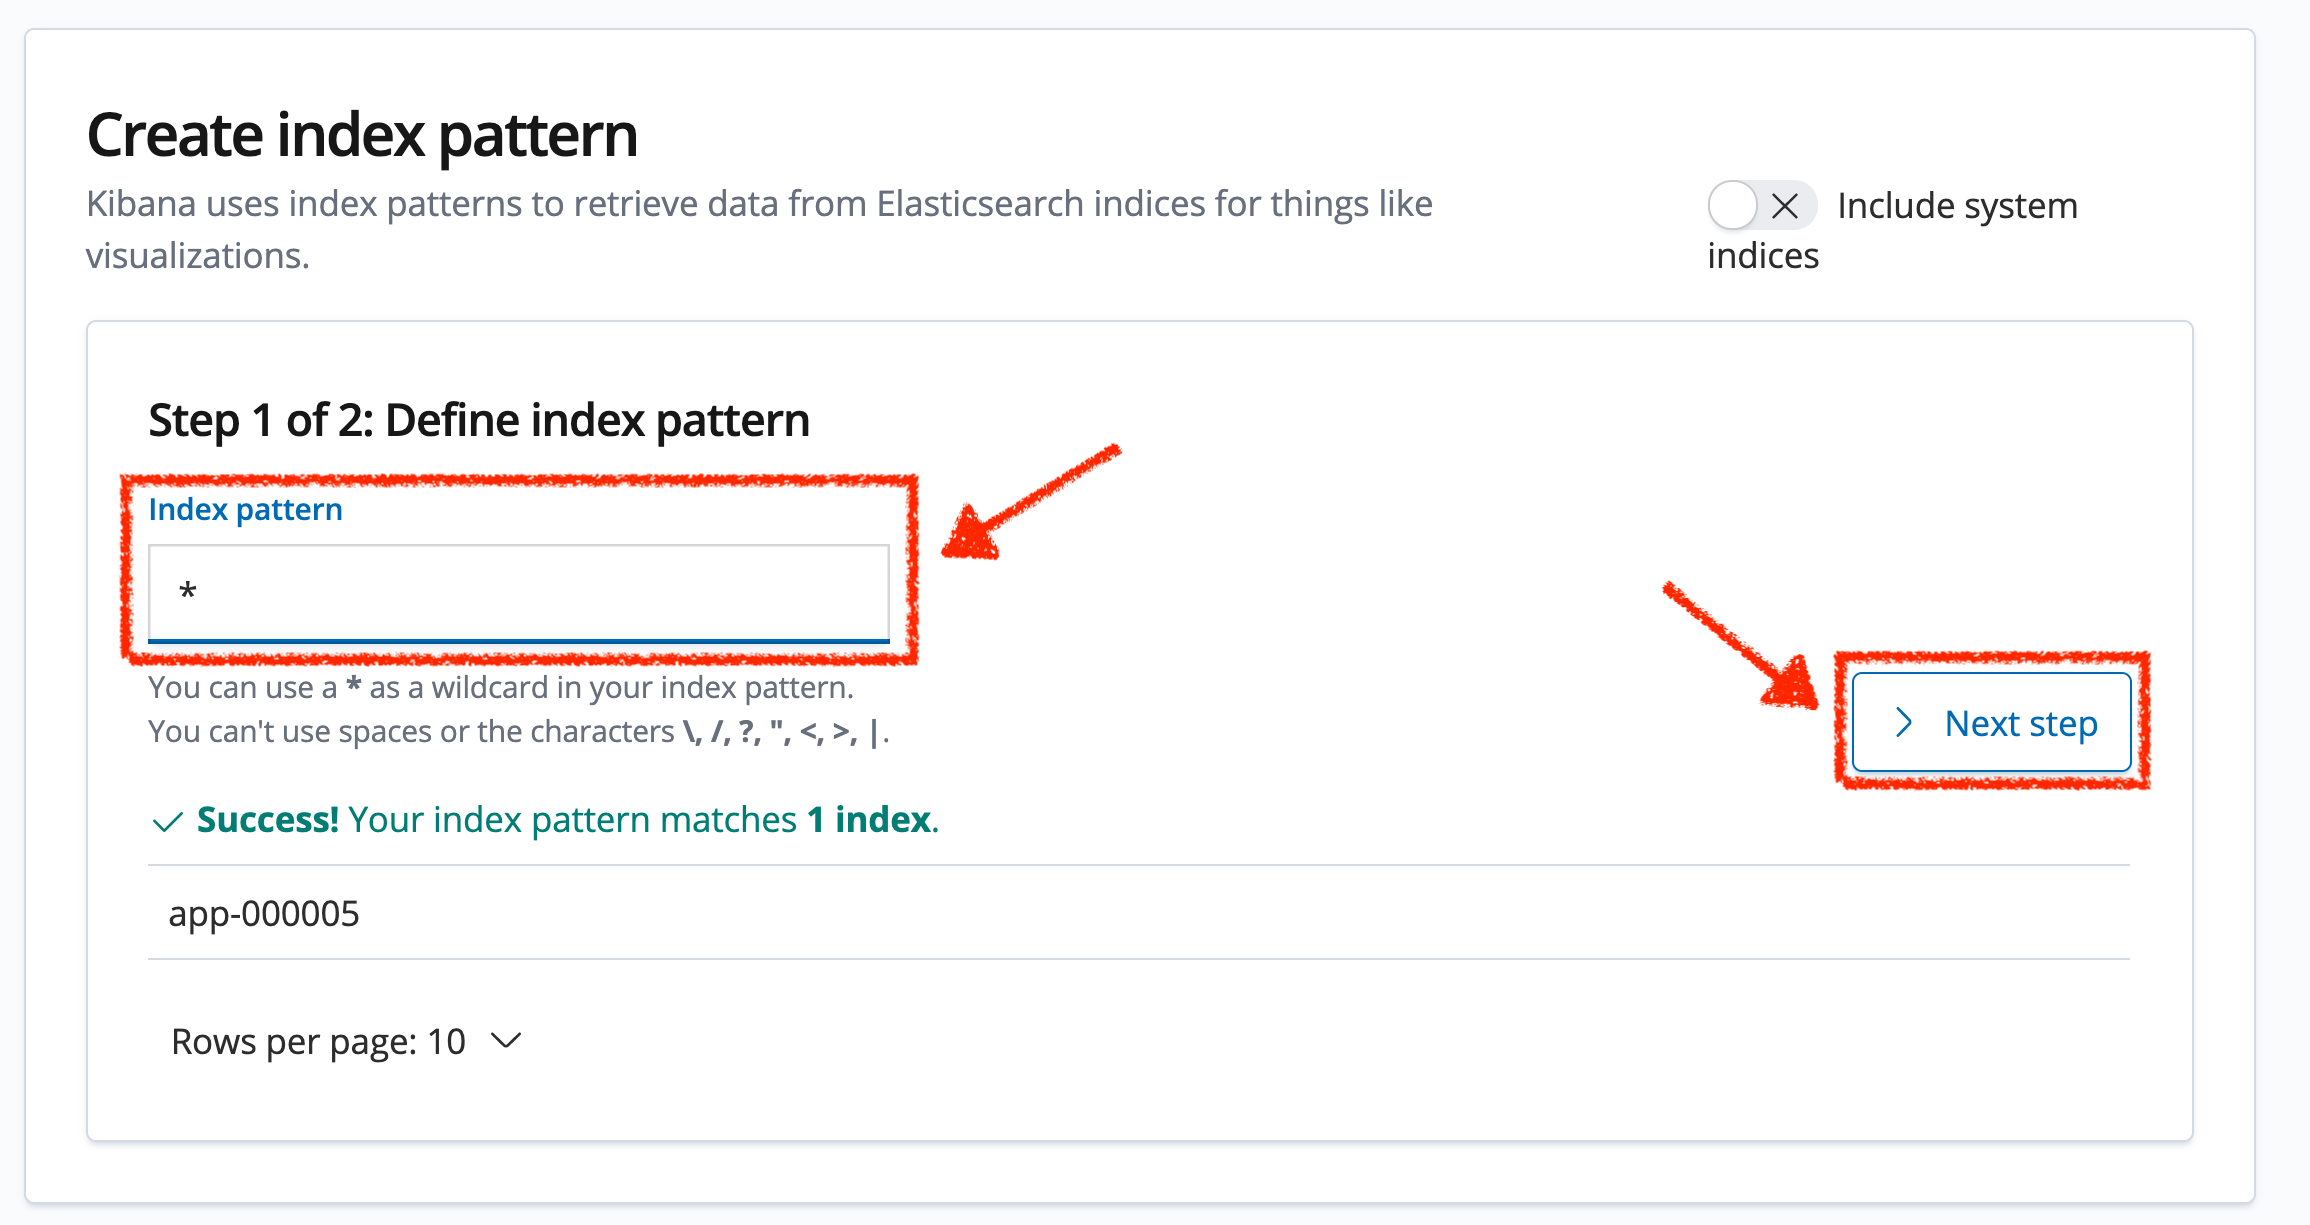 Create index pattern
Kibana uses index patterns to retrieve data from Elasticsearch indices for things like
visualizations.
Include system
indices
Step 1 of 2: Define index pattern
Index pattern
*
You can use a * as a wildcard in your index pattern.
You can't use spaces or the characters \, /, ?, ", <, >, |.
Next step
Success! Your index pattern matches 1 index.
app-000005
Rows per page: 10